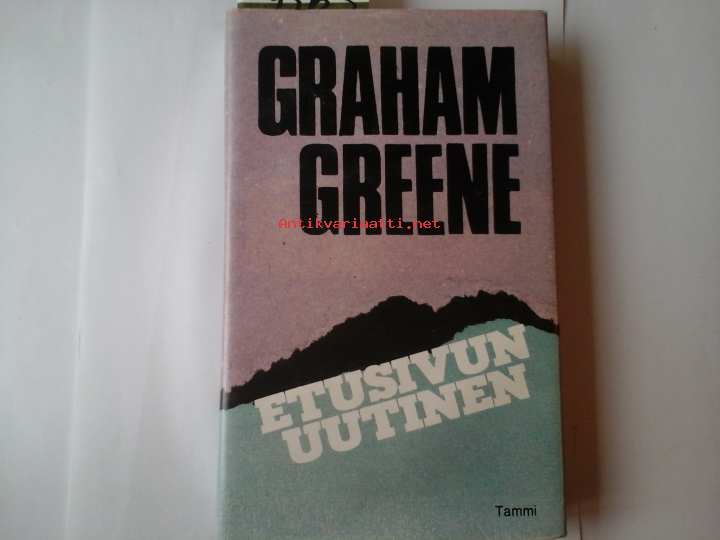 GRAHAM
GREENE
Antikvariaatti.net
ETUSIVUN
UUTINEN
Tammi